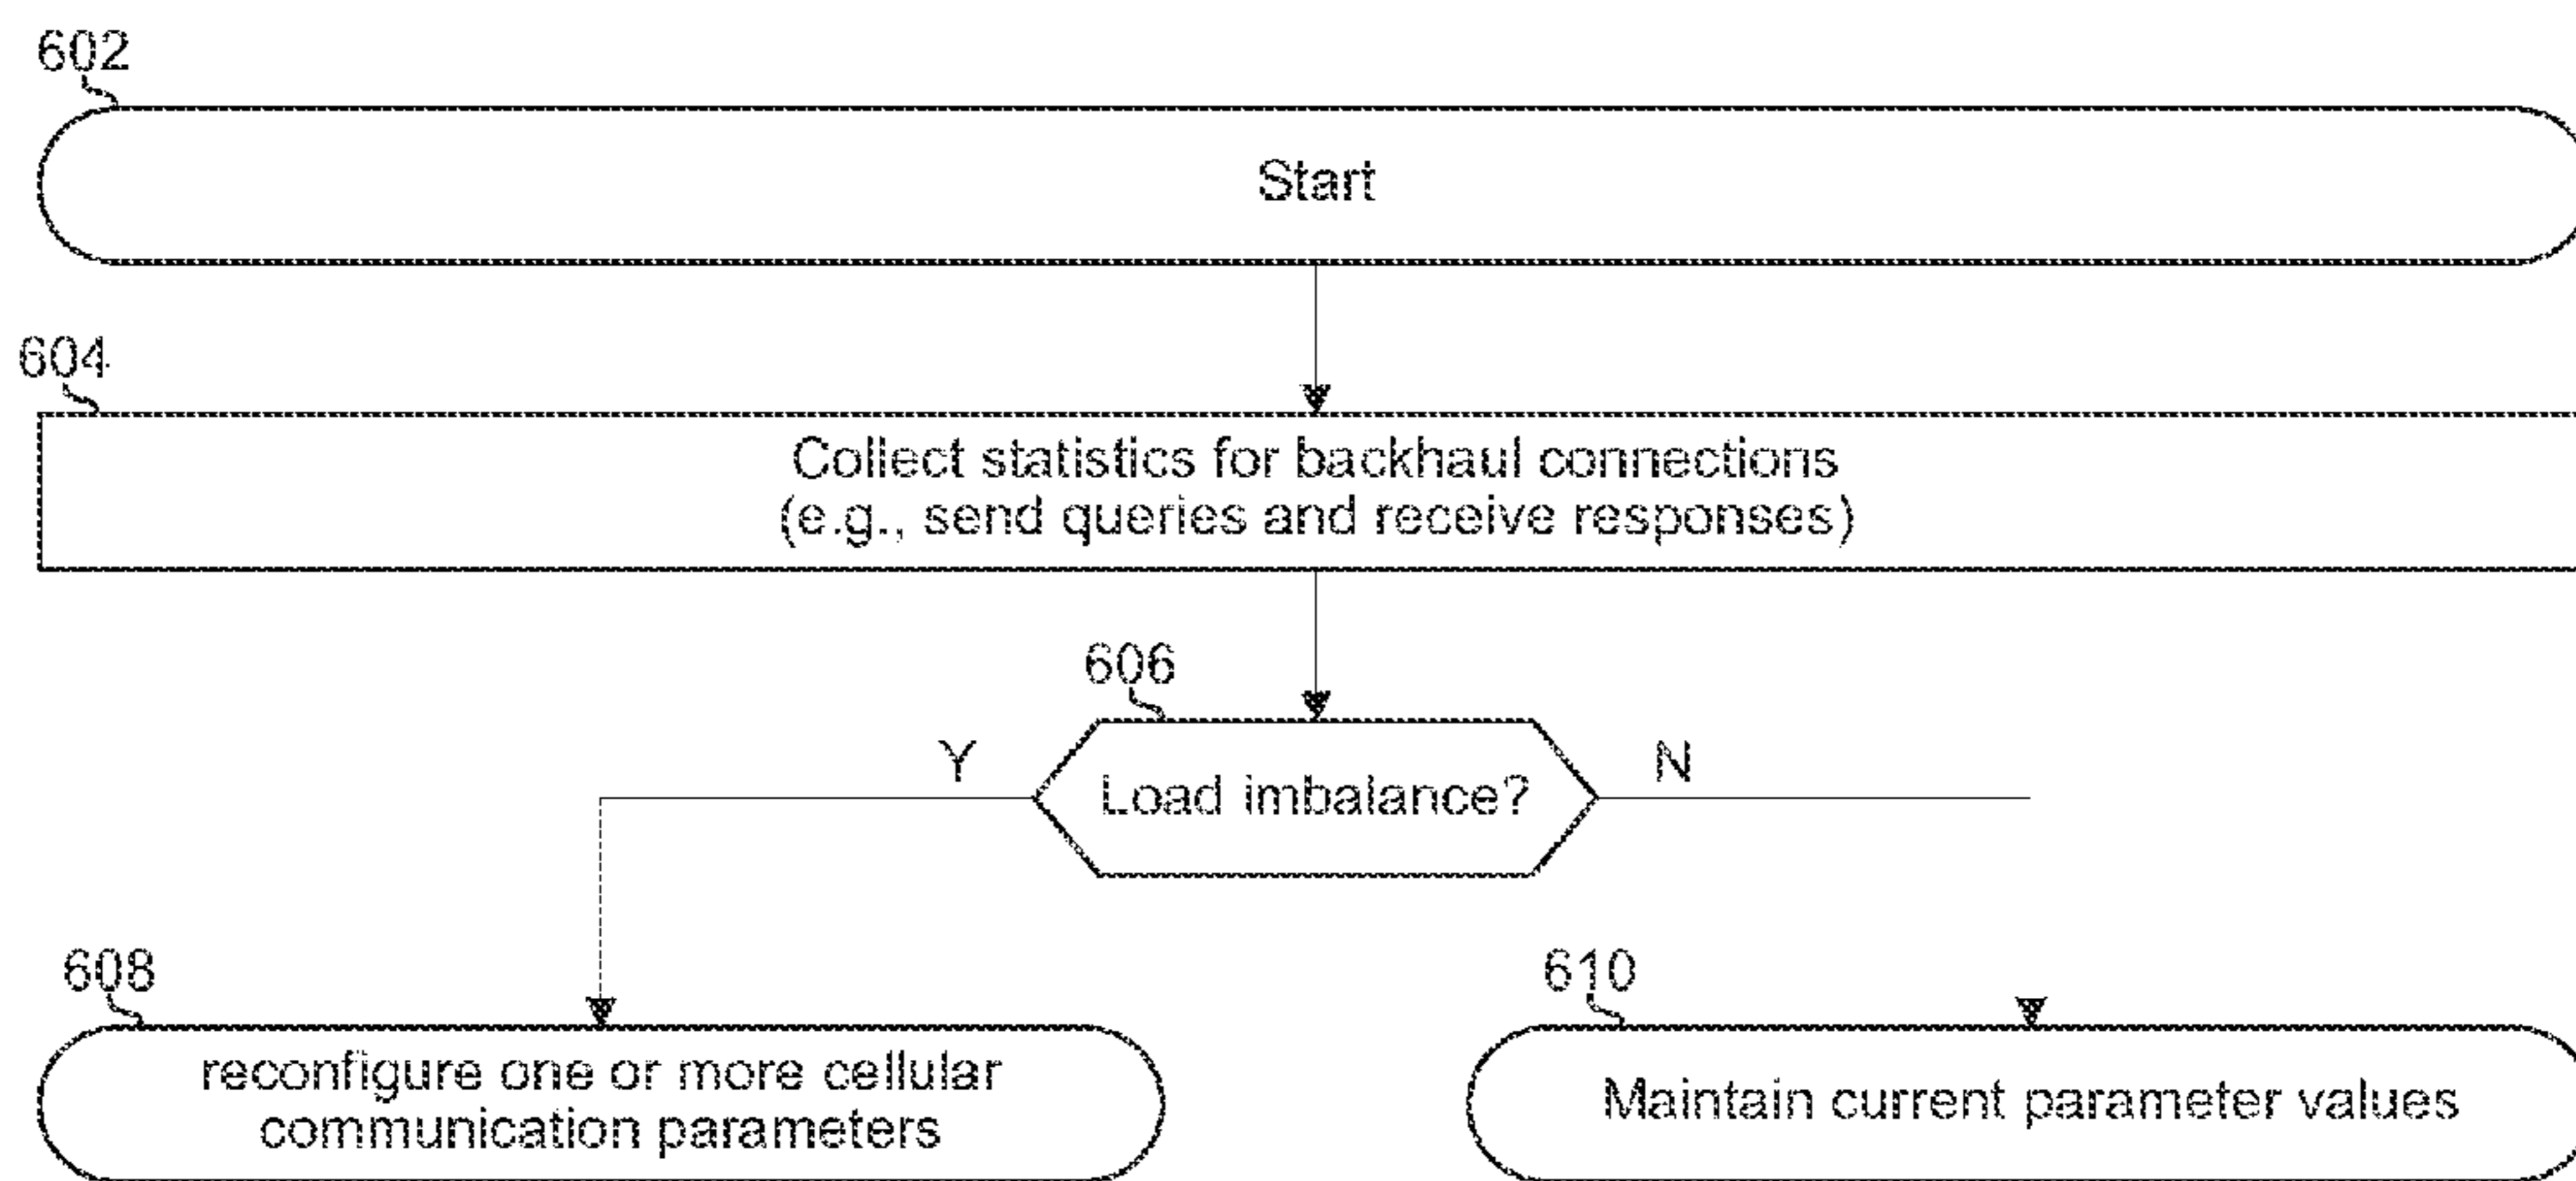 602
Start
604
Collect statistics for backhaul connections
(e.g., send queries and receive responses)
606
Y
N
Load imbalance?
608
610
reconfigure one or more cellular
communication parameters
Maintain current parameter values